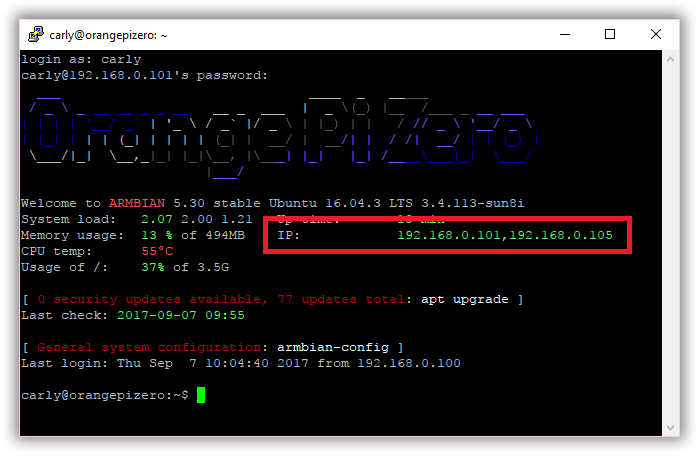 carly@orangepizero: ~
login as: carly
carly@192.168.0.101's password:
Orange Pi Zero
Welcome to ARMBIAN 5.30 stable Ubuntu 16.04.3 LTS 3.4.113-sun8i
System load:   2.07 2.00 1.21   Up time:       18 min
Memory usage:  13 % of 494MB    IP:            192.168.0.101,192.168.0.105
CPU temp:      55°C
Usage of /:    37% of 3.5G
[ 0 security updates available, 77 updates total: apt upgrade ]
Last check: 2017-09-07 09:55
[ General system configuration: armbian-config ]
Last login: Thu Sep  7 10:04:40 2017 from 192.168.0.100
carly@orangepizero:~$